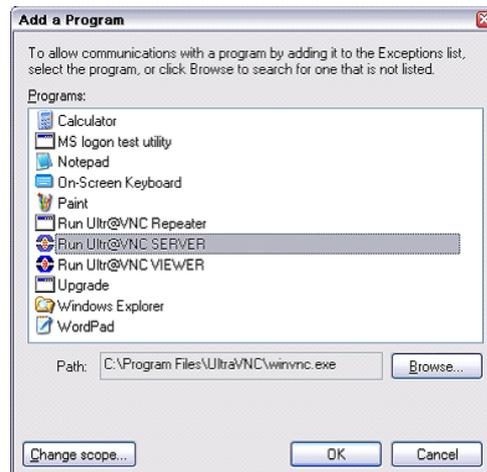 Add a Program
To allow communications with a program by adding it to the Exceptions list,
select the program, or click Browse to search for one that is not listed.
Programs:
Calculator
MS logon test utility
Notepad
On-Screen Keyboard
Paint
Run Ultr@VNC Repeater
Run Ultr@VNC SERVER
Run Ultr@VNC VIEWER
Upgrade
Windows Explorer
WordPad
Path: C:\Program Files\UltraVNC\winvnc.exe Browse...
Change scope... OK Cancel